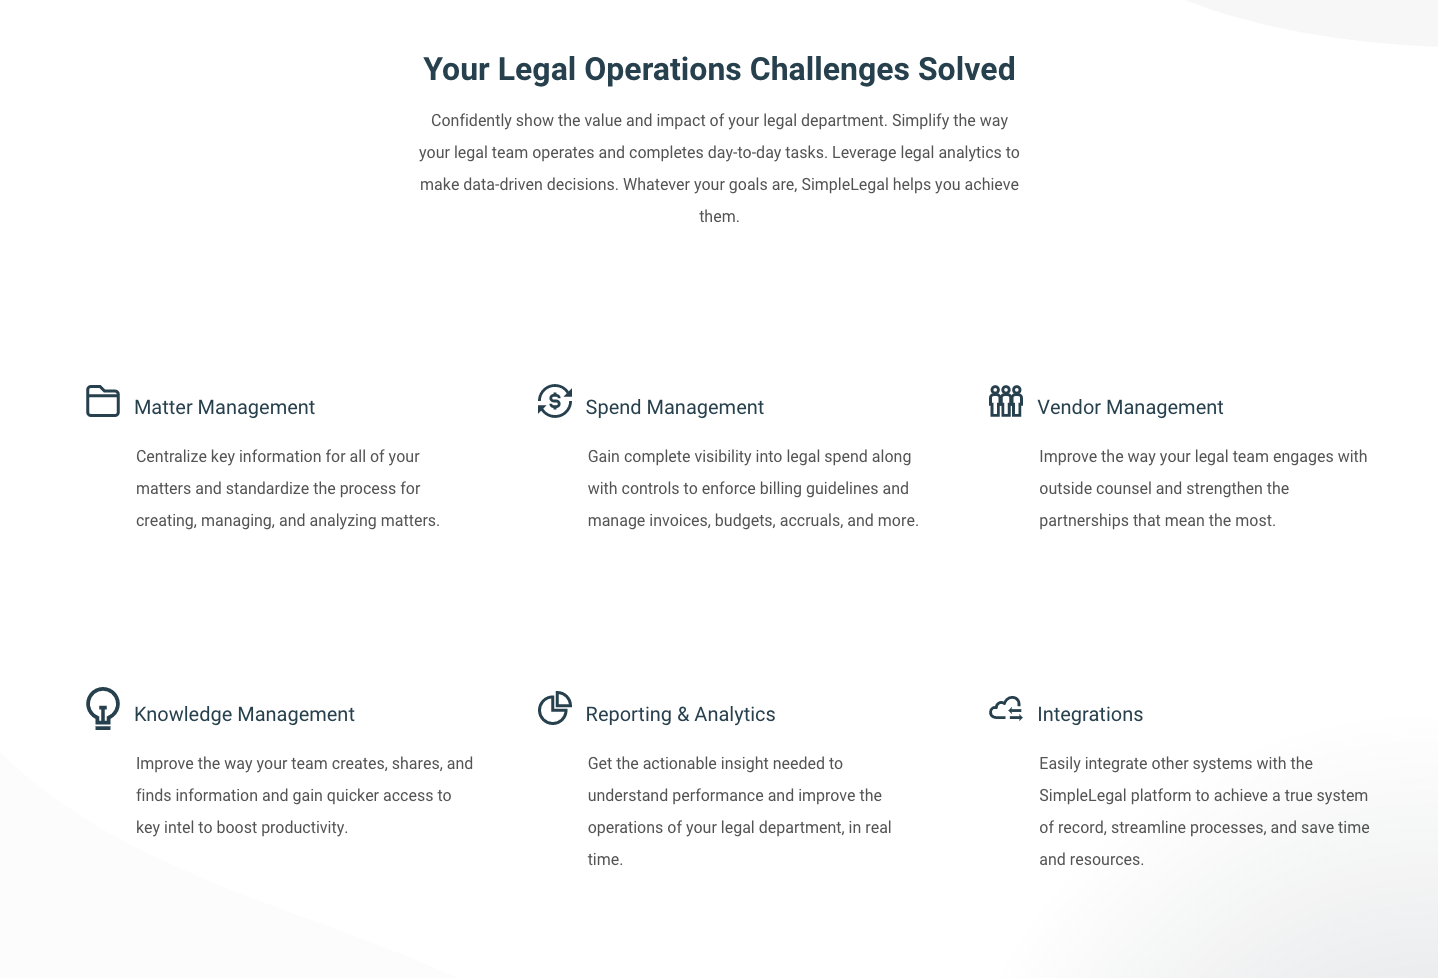 Your Legal Operations Challenges Solved
Confidently show the value and impact of your legal department. Simplify the way
your legal team operates and completes day-to-day tasks. Leverage legal analytics to
make data-driven decisions. Whatever your goals are, SimpleLegal helps you achieve
them.
Matter Management
Centralize key information for all of your
matters and standardize the process for
creating, managing, and analyzing matters.
Spend Management
Gain complete visibility into legal spend along
with controls to enforce billing guidelines and
manage invoices, budgets, accruals, and more.
Vendor Management
Improve the way your legal team engages with
outside counsel and strengthen the
partnerships that mean the most.
Knowledge Management
Improve the way your team creates, shares, and
finds information and gain quicker access to
key intel to boost productivity.
Reporting & Analytics
Get the actionable insight needed to
understand performance and improve the
operations of your legal department, in real
time.
Integrations
Easily integrate other systems with the
SimpleLegal platform to achieve a true system
of record, streamline processes, and save time
and resources.